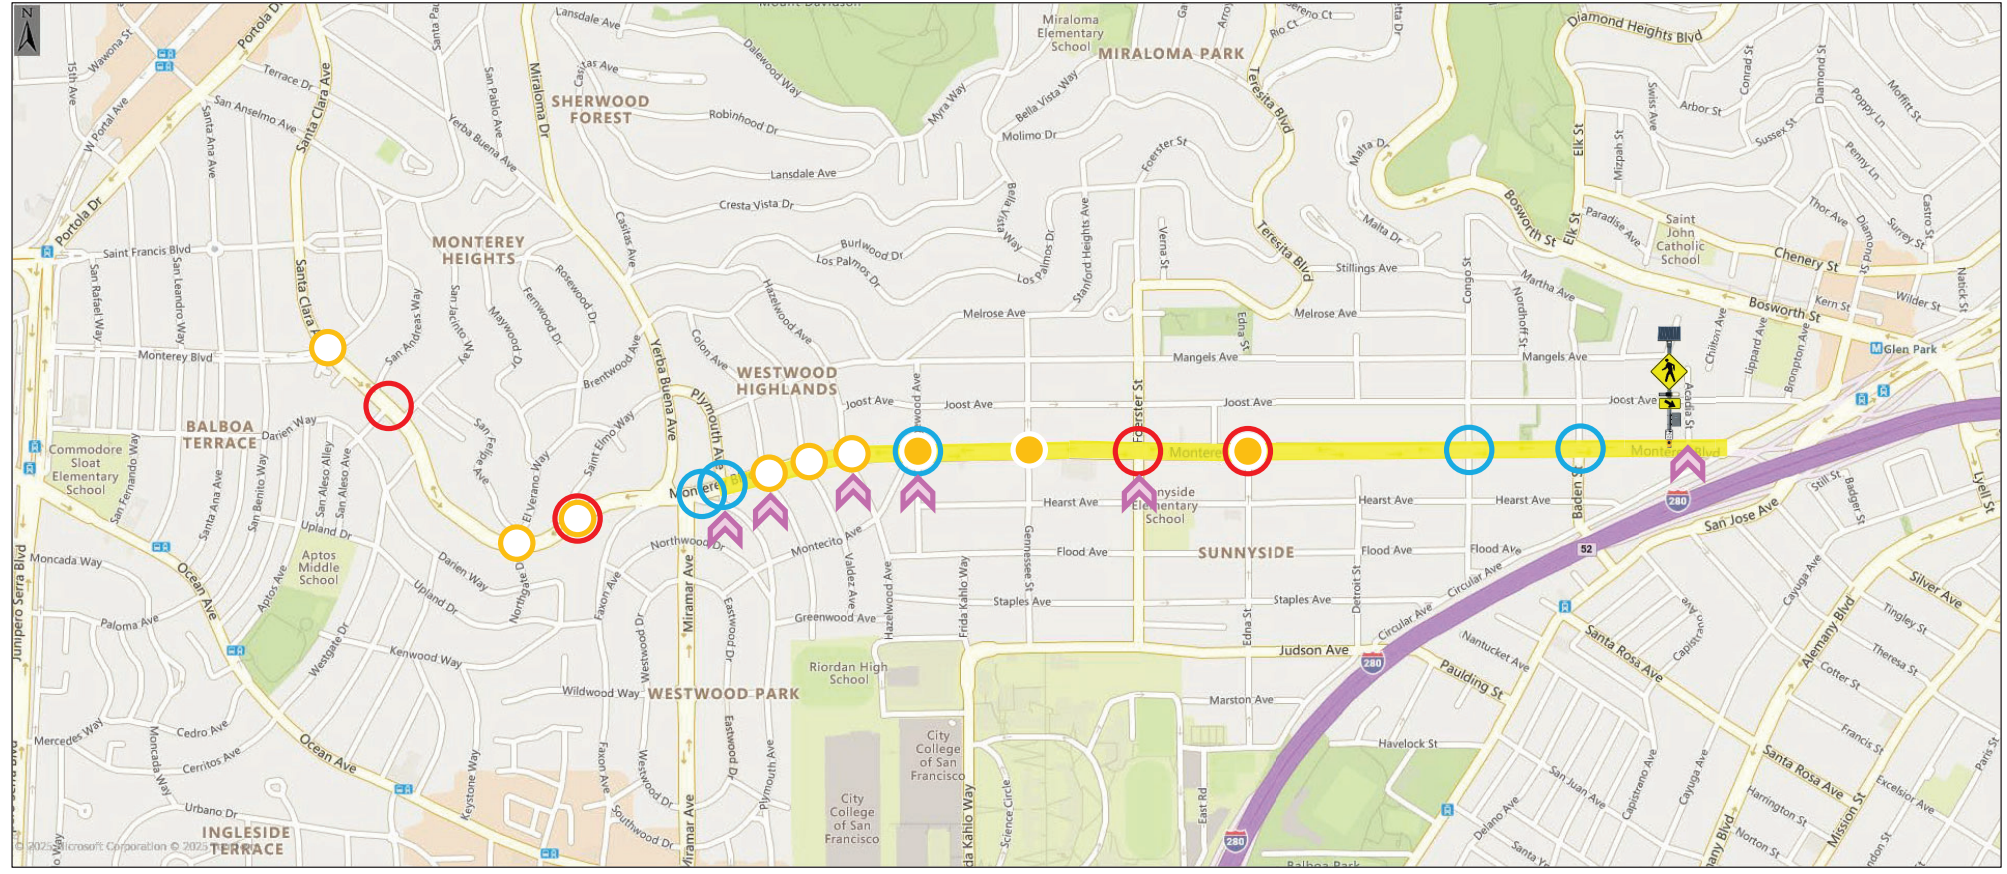 N
Mount Davidson
Portola Dr
Wawona St
15th Ave
W Portal Ave
Terrace Dr
San Anselmo Ave
Santa Clara Ave
Santa Ana Ave
San Pablo Ave
Yerba Buena Ave
Miraloma Dr
Lansdale Ave
Casitas Ave
SHERWOOD
FOREST
Dalewood Way
Robinhood Dr
Lansdale Ave
Cresta Vista Dr
Myra Way
Bella Vista Way
Molimo Dr
Miraloma
Elementary
School
MIRALOMA PARK
Rio Ct
Teresita Blvd
Foerster St
Malta Dr
Diamond Heights Blvd
Conrad St
Diamond St
Moffitt St
Swiss Ave
Arbor St
Poppy Ln
Sussex St
Penny Ln
Elk St
Mizpah St
Portola Dr
Saint Francis Blvd
San Rafael Way
San Leandro Way
MONTEREY
HEIGHTS
Casitas Ave
Burlwood Dr
Los Palmos Dr
Bella Vista Way
Los Palmos Dr
Stanford Heights Ave
Verna St
Teresita Blvd
Malta Dr
Stillings Ave
Congo St
Bosworth St
Elk St
Paradise Ave
Martha Ave
Saint
John
Catholic
School
Thor Ave
Diamond St
Surrey St
Castro St
Chenery St
Natick St
Bosworth St
Kern St
Wilder St
Monterey Blvd
San Andreas Way
San Jacinto Way
Maywood Dr
Fernwood Dr
Rosewood Dr
Brentwood Ave
Yerba Buena Ave
Colon Ave
Hazelwood Ave
WESTWOOD
HIGHLANDS
Melrose Ave
Melrose Ave
Edna St
Mangels Ave
Mangels Ave
Nordhoff St
Chilton Ave
Lippard Ave
Brompton Ave
M Glen Park
Plymouth Ave
Joost Ave
Joost Ave
Joost Ave
Joost Ave
Foerster St
Acadia St
BALBOA
TERRACE
Darien Way
Commodore
Sloat
Elementary
School
San Fernando Way
Santa Ana Ave
San Benito Way
San Aleso Alley
San Aleso Ave
San Felipe Ave
El Verano Way
Saint Elmo Way
Monterey Blvd
Hearst Ave
Sunnyside
Elementary
School
Hearst Ave
Hearst Ave
Baden St
280
Still St
Badger St
Lyell St
San Jose Ave
Moncada Way
Ocean Ave
Upland Dr
Aptos
Middle
School
Aptos Ave
Darien Way
Upland Dr
Northgate Dr
Northwood Dr
Faxon Ave
Miramar Ave
Montecito Ave
Valdez Ave
Hazelwood Ave
Frida Kahlo Way
Gennessee St
Flood Ave
SUNNYSIDE
Flood Ave
Flood Ave
52
Circular Ave
Staples Ave
Staples Ave
Edna St
Detroit St
Circular Ave
Capistrano Ave
Cayuga Ave
Alemany Blvd
Silver Ave
Tingley St
Theresa St
Cotter St
Francis St
Junipero Serra Blvd
Paloma Ave
Westgate Dr
Kenwood Way
Westwood Dr
Eastwood Dr
Greenwood Ave
Riordan High
School
Wildwood Way
WESTWOOD PARK
Judson Ave
280
Nantucket Ave
Paulding St
Santa Rosa Ave
Marston Ave
Mercedes Way
Cedro Ave
Moncada Way
Cerritos Ave
Ocean Ave
Keystone Way
Faxon Ave
Westwood Dr
Eastwood Dr
Plymouth Ave
City
College
of San
Francisco
City
College
of San
Francisco
Frida Kahlo Way
Science Circle
East Rd
Havelock St
San Juan Ave
Capistrano Ave
Cayuga Ave
Santa Rosa Ave
Excelsior Ave
Paris St
Harrington St
Norton St
Mission St
Delano Ave
Urbano Dr
INGLESIDE
TERRACE
Southwood Dr
Miramar Ave
280
Balboa Park
© 2025 Microsoft Corporation © 2025